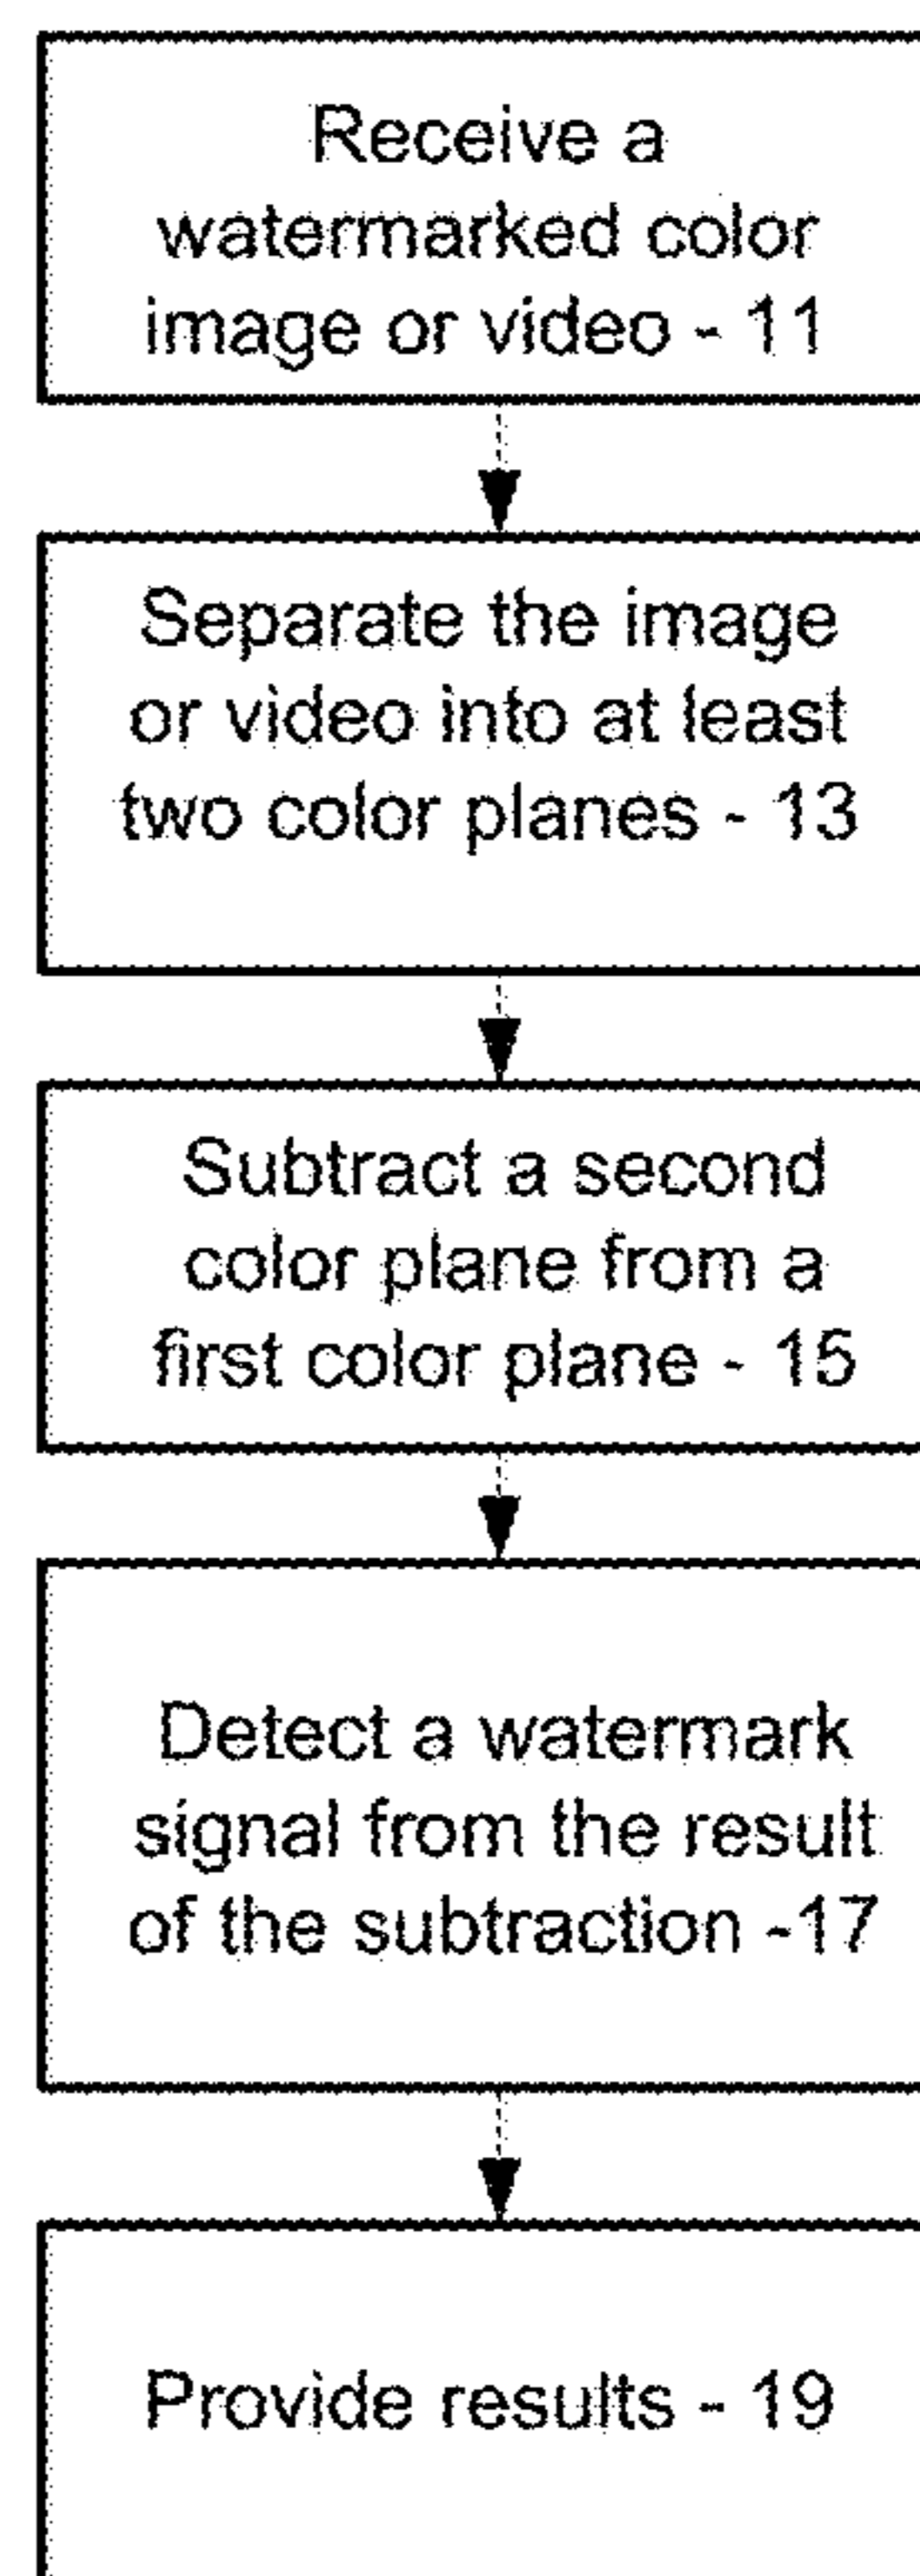 Receive a
watermarked color
image or video - 11
Separate the image
or video into at least
two color planes - 13
Subtract a second
color plane from a
first color plane - 15
Detect a watermark
signal from the result
of the subtraction -17
Provide results - 19